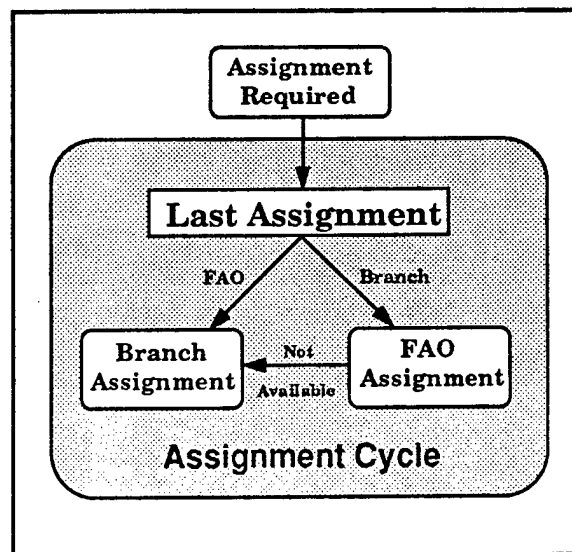 Assignment
Required
Last Assignment
FAO
Branch
Branch
Assignment
Not
Available
FAO
Assignment
Assignment Cycle